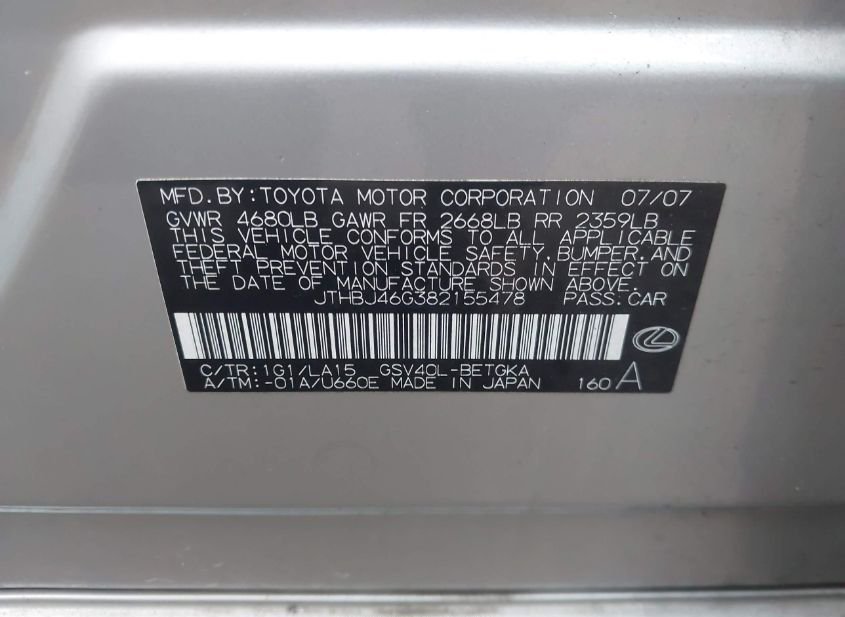 MFD.BY:TOYOTA MOTOR CORPORATION 07/07
GVWR 4680LB GAWR FR 2668LB RR 2359LB
THIS VEHICLE CONFORMS TO ALL APPLICABLE
FEDERAL MOTOR VEHICLE SAFETY,BUMPER,AND
THEFT PREVENTION STANDARDS IN EFFECT ON
THE DATE OF MANUFACTURE SHOWN ABOVE.
JTHBJ46G382155478 PASS.CAR
C/TR:1G1/LA15 GSV40L-BETGKA
A/TM:-01A/U660E MADE IN JAPAN 160 A